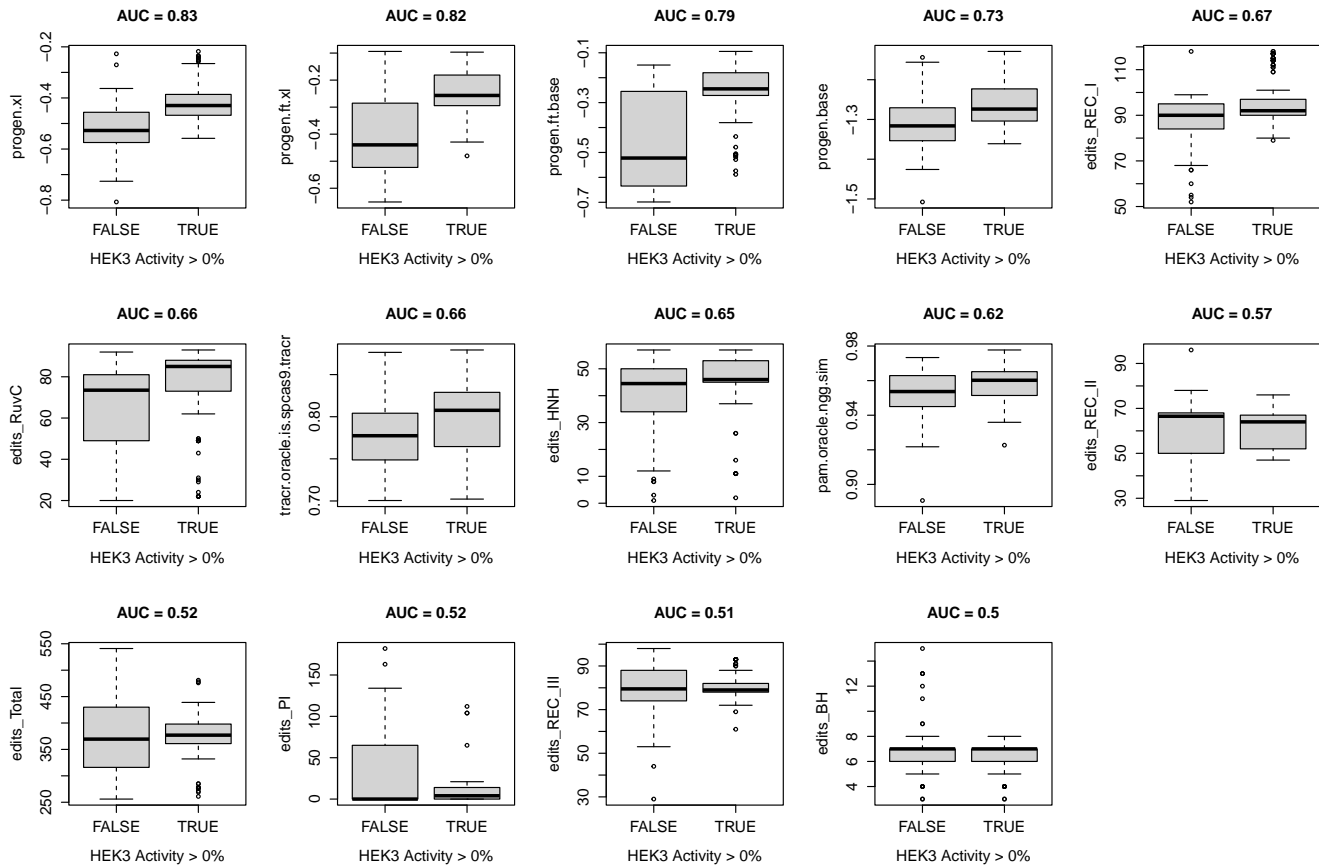 AUC = 0.83
progen.xl
−0.2
−0.4
−0.6
−0.8
FALSE TRUE
HEK3 Activity > 0%
AUC = 0.82
progen.ft.xl
−0.2
−0.4
−0.6
FALSE TRUE
HEK3 Activity > 0%
AUC = 0.79
progen.ft.base
−0.1
−0.3
−0.5
−0.7
FALSE TRUE
HEK3 Activity > 0%
AUC = 0.73
progen.base
−1.3
−1.5
FALSE TRUE
HEK3 Activity > 0%
AUC = 0.67
edits_REC_I
110
90
70
50
FALSE TRUE
HEK3 Activity > 0%
AUC = 0.66
edits_RuvC
80
60
40
20
FALSE TRUE
HEK3 Activity > 0%
AUC = 0.66
tracr.oracle.is.spcas9.tracr
0.80
0.70
FALSE TRUE
HEK3 Activity > 0%
AUC = 0.65
edits_HNH
50
30
10
0
FALSE TRUE
HEK3 Activity > 0%
AUC = 0.62
pam.oracle.ngg.sim
0.98
0.94
0.90
FALSE TRUE
HEK3 Activity > 0%
AUC = 0.57
edits_REC_II
90
70
50
30
FALSE TRUE
HEK3 Activity > 0%
AUC = 0.52
edits_Total
550
450
350
250
FALSE TRUE
HEK3 Activity > 0%
AUC = 0.52
edits_PI
150
100
50
0
FALSE TRUE
HEK3 Activity > 0%
AUC = 0.51
edits_REC_III
90
70
50
30
FALSE TRUE
HEK3 Activity > 0%
AUC = 0.5
edits_BH
12
8
6
4
FALSE TRUE
HEK3 Activity > 0%